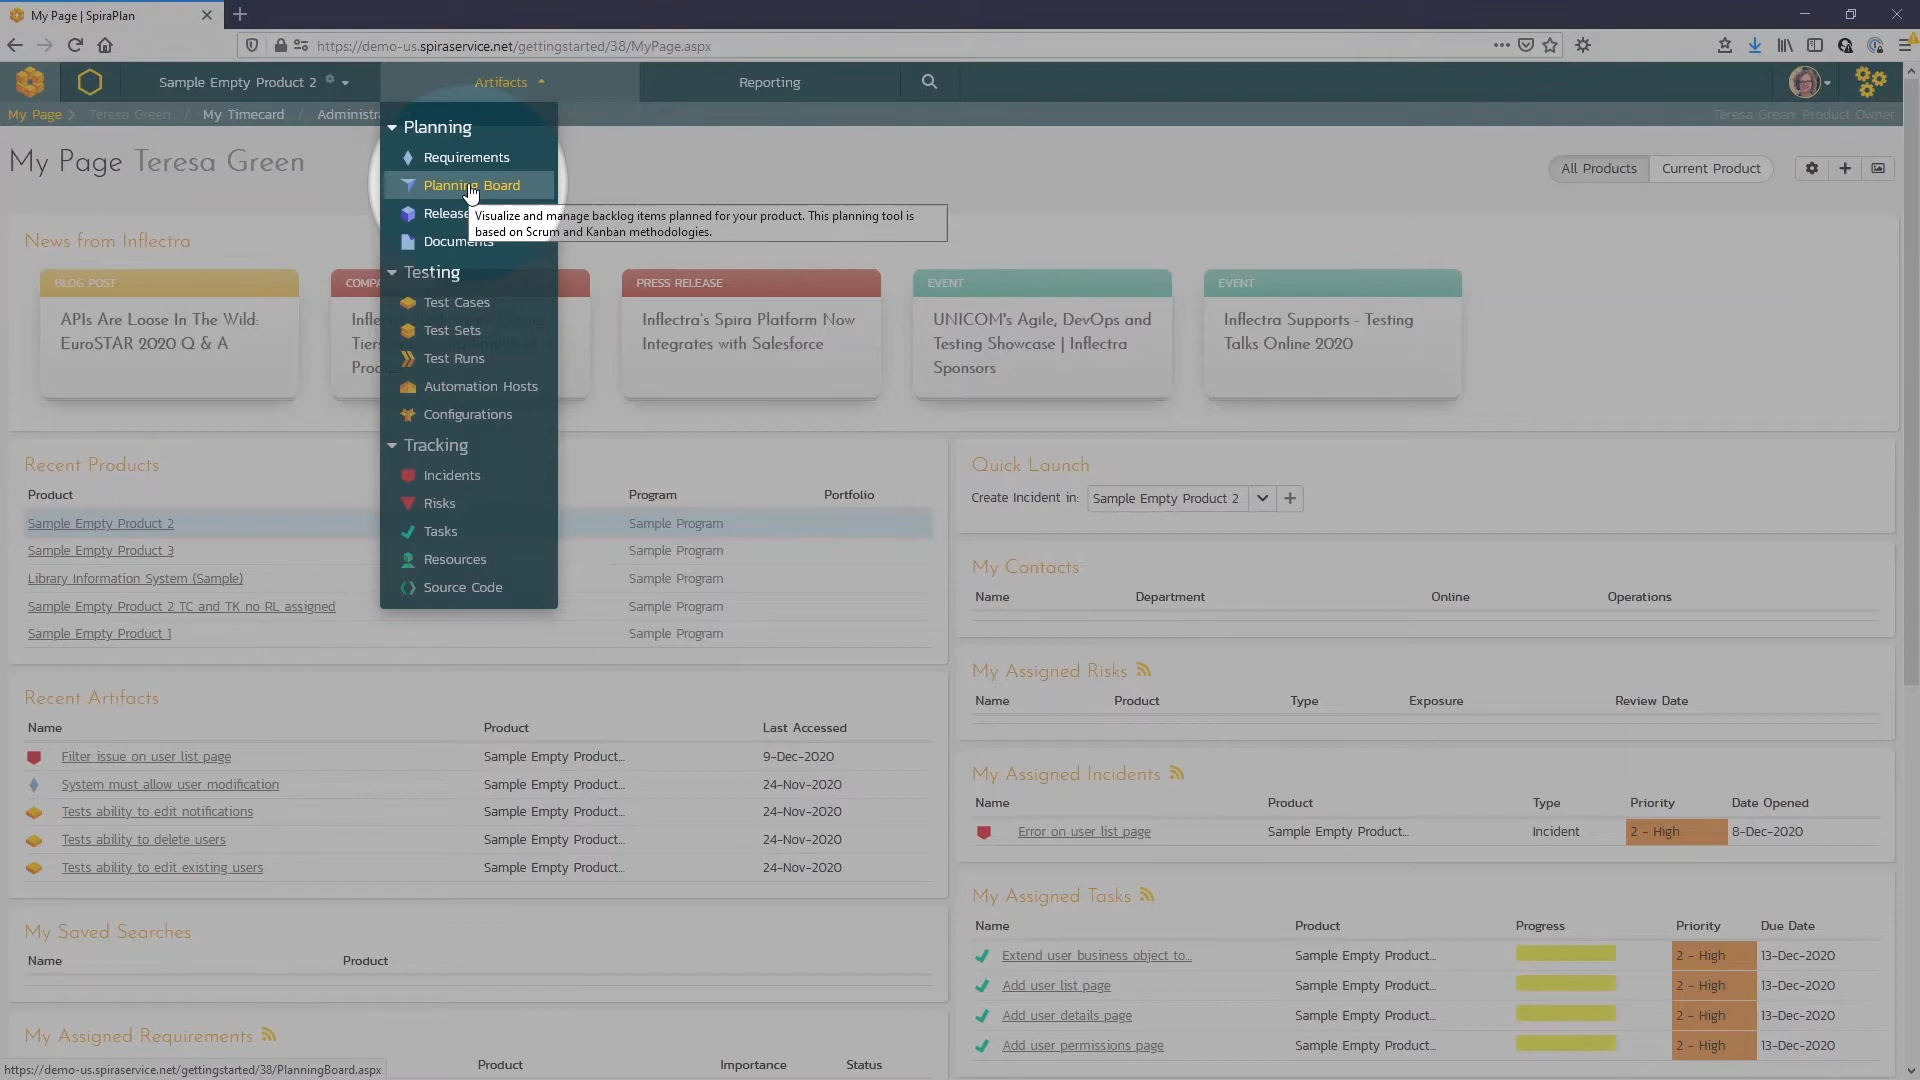 My Page | SpiraPlan
https://demo-us.spiraservice.net/gettingstarted/38/MyPage.aspx
Sample Empty Product 2
Artifacts
Reporting
My Page
Teresa Green / My Timecard / Administra
Teresa Green: Product Owner
My Page Teresa Green
All Products
Current Product
Planning
Requirements
Planning Board
Release
Documents
Visualize and manage backlog items planned for your product. This planning tool is
based on Scrum and Kanban methodologies.
Testing
Test Cases
Test Sets
Test Runs
Automation Hosts
Configurations
Tracking
Incidents
Risks
Tasks
Resources
Source Code
News from Inflectra
BLOG POST
APIs Are Loose In The Wild:
EuroSTAR 2020 Q & A
PRESS RELEASE
Inflectra's Spira Platform Now
Integrates with Salesforce
EVENT
UNICOM's Agile, DevOps and
Testing Showcase | Inflectra
Sponsors
EVENT
Inflectra Supports - Testing
Talks Online 2020
Recent Products
Product Program Portfolio
Sample Empty Product 2 Sample Program
Sample Empty Product 3 Sample Program
Library Information System (Sample) Sample Program
Sample Empty Product 2 TC and TK no RL assigned Sample Program
Sample Empty Product 1 Sample Program
Recent Artifacts
Name Product Last Accessed
Filter issue on user list page Sample Empty Product... 9-Dec-2020
System must allow user modification Sample Empty Product... 24-Nov-2020
Tests ability to edit notifications Sample Empty Product... 24-Nov-2020
Tests ability to delete users Sample Empty Product... 24-Nov-2020
Tests ability to edit existing users Sample Empty Product... 24-Nov-2020
My Saved Searches
Name Product
My Assigned Requirements
Product Importance Status
Quick Launch
Create Incident in: Sample Empty Product 2
My Contacts
Name Department Online Operations
My Assigned Risks
Name Product Type Exposure Review Date
My Assigned Incidents
Name Product Type Priority Date Opened
Error on user list page Sample Empty Product... Incident 2 - High 8-Dec-2020
My Assigned Tasks
Name Product Progress Priority Due Date
Extend user business object to... Sample Empty Product... 2 - High 13-Dec-2020
Add user list page Sample Empty Product... 2 - High 13-Dec-2020
Add user details page Sample Empty Product... 2 - High 13-Dec-2020
Add user permissions page Sample Empty Product... 2 - High 13-Dec-2020
https://demo-us.spiraservice.net/gettingstarted/38/PlanningBoard.aspx